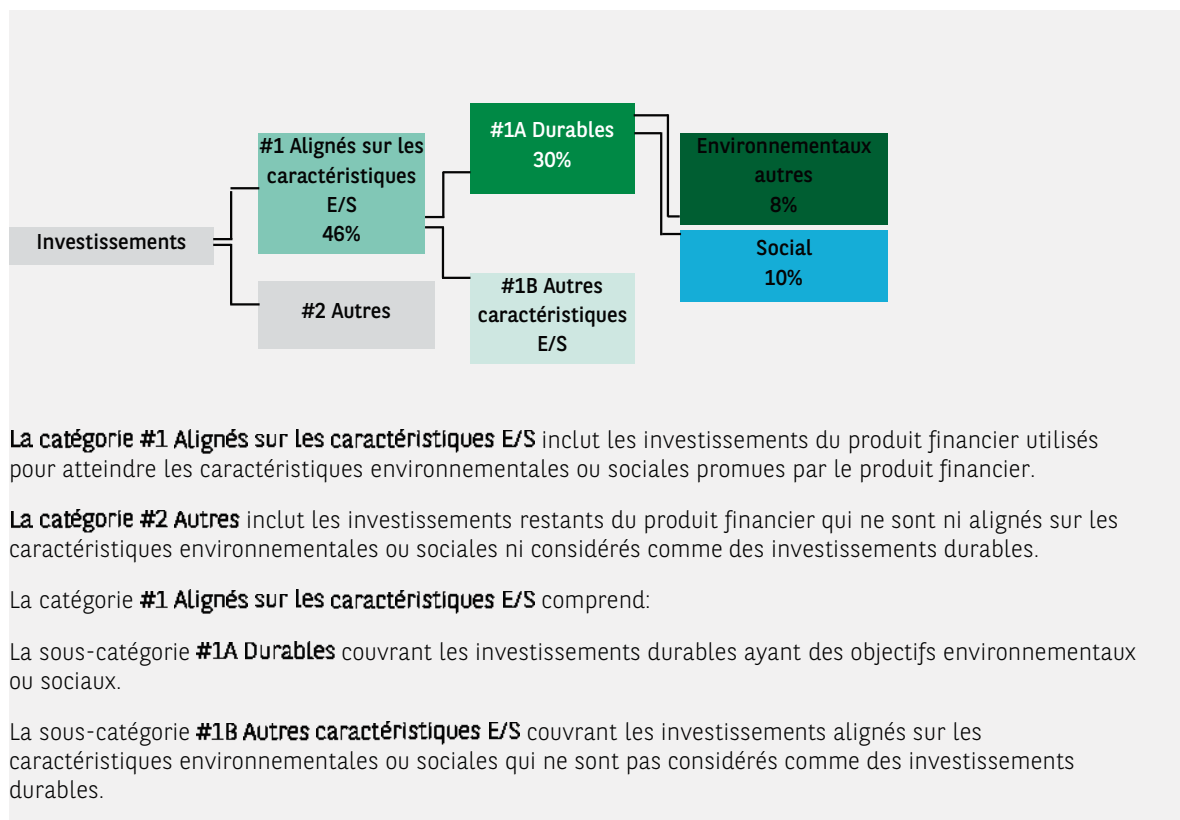 #1A Durables
30%
#1 Alignés sur les
caractéristiques
E/S
46%
Environnementaux
autres
8%
Investissements
Social
10%
#2 Autres
#1B Autres
caractéristiques
E/S
La catégorie #1 Alignés sur les caractéristiques E/S inclut les investissements du produit financier utilisés
pour atteindre les caractéristiques environnementales ou sociales promues par le produit financier.
La catégorie #2 Autres inclut les investissements restants du produit financier qui ne sont ni alignés sur les
caractéristiques environnementales ou sociales ni considérés comme des investissements durables.
La catégorie #1 Alignés sur les caractéristiques E/S comprend:
La sous-catégorie #1A Durables couvrant les investissements durables ayant des objectifs environnementaux
ou sociaux.
La sous-catégorie #1B Autres caractéristiques E/S couvrant les investissements alignés sur les
caractéristiques environnementales ou sociales qui ne sont pas considérés comme des investissements
durables.